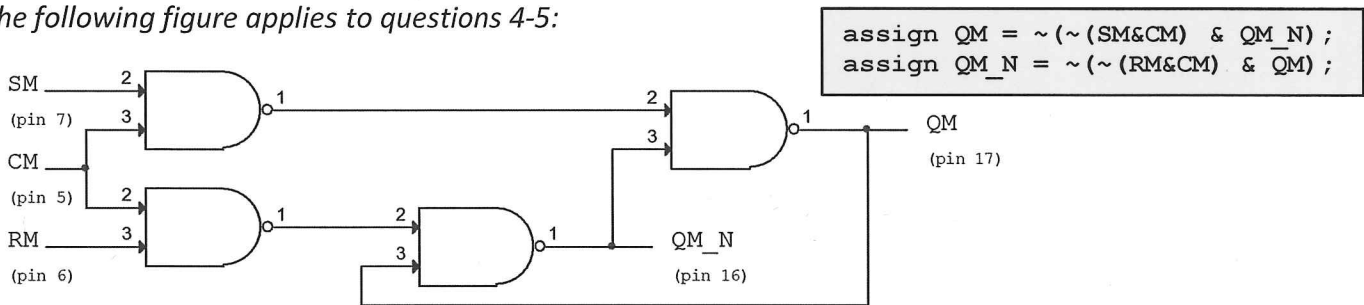 he following figure applies to questions 4-5:
assign QM = ~(~(SM&CM) & QM_N);
assign QM_N = ~(~(RM&CM) & QM);
SM
(pin 7)
2
3
1
CM
(pin 5)
2
3
1
RM
(pin 6)
2
3
1
QM_N
(pin 16)
2
3
1
QM
(pin 17)